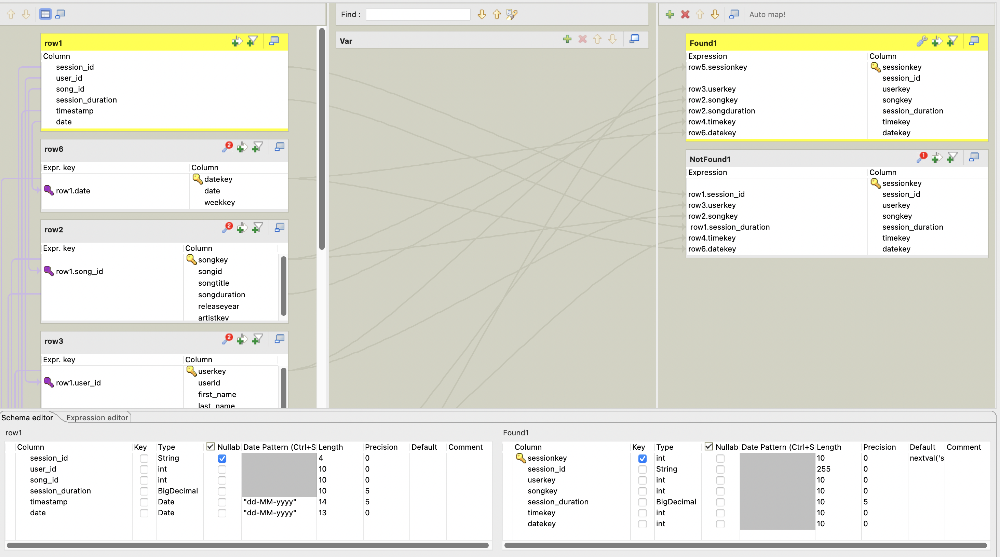 Find :
Auto map!
row1
Column
session_id
user_id
song_id
session_duration
timestamp
date
row6
2
Expr. key Column
datekey
row1.date date
weekkey
row2
2
Expr. key Column
songkey
row1.song_id songid
songtitle
songduration
releaseyear
artistkey
row3
2
Expr. key Column
userkey
row1.user_id userid
first_name
last_name
Var
Found1
Expression Column
row5.sessionkey sessionkey
session_id
row3.userkey userkey
row2.songkey songkey
row2.songduration session_duration
row4.timekey timekey
row6.datekey datekey
NotFound1
1
Expression Column
sessionkey
row1.session_id session_id
row3.userkey userkey
row2.songkey songkey
row1.session_duration session_duration
row4.timekey timekey
row6.datekey datekey
Schema editor Expression editor
row1
Column Key Type Nullab Date Pattern (Ctrl+S Length Precision Default Comment
session_id String 4 0
user_id int 10 0
song_id int 10 0
session_duration BigDecimal 10 5
timestamp Date "dd-MM-yyyy" 14 5
date Date "dd-MM-yyyy" 13 0
Found1
Column Key Type Nullab Date Pattern (Ctrl+S Length Precision Default Comment
sessionkey int 10 0 nextval('s
session_id String 255 0
userkey int 10 0
songkey int 10 0
session_duration BigDecimal 10 5
timekey int 10 0
datekey int 10 0